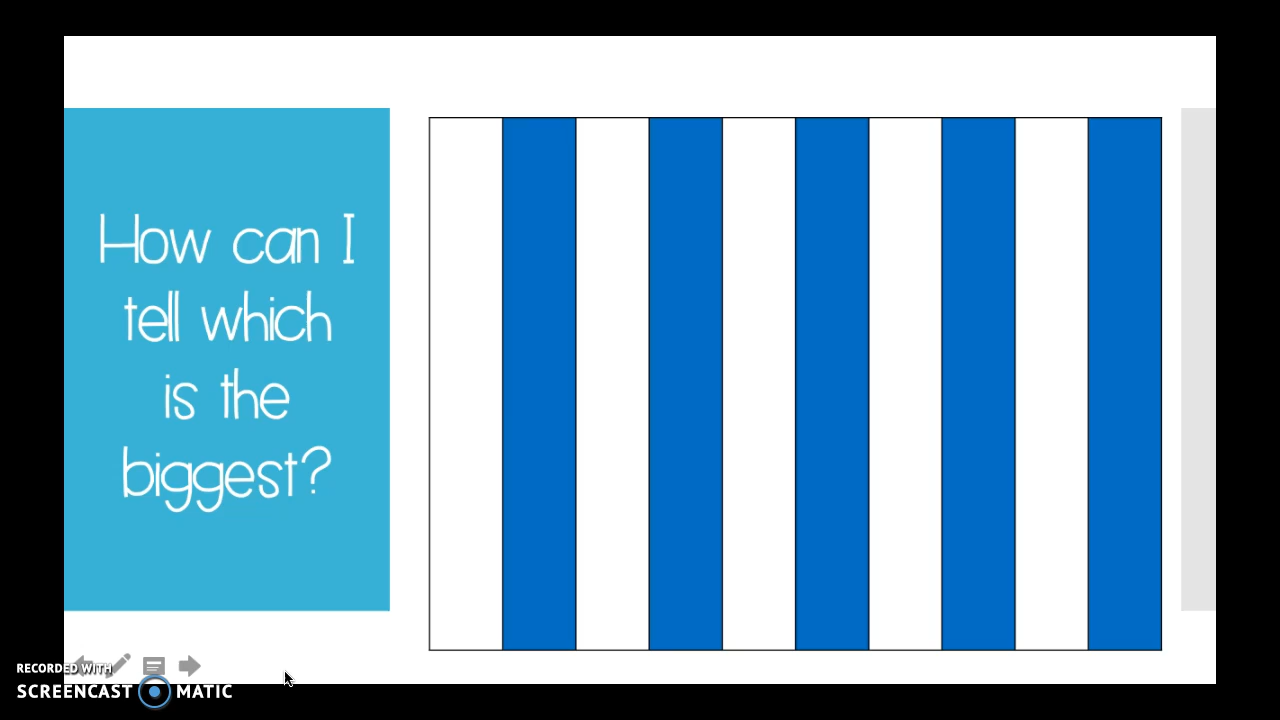 How can I
tell which
is the
biggest?
RECORDED WITH
SCREENCAST MATIC